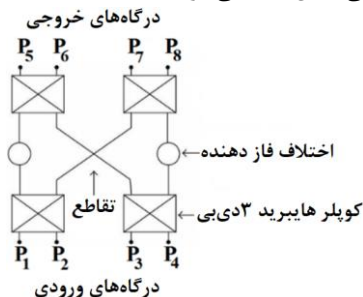 درگاه‌های خروجی
P5 P6 P7 P8
اختلاف فاز دهنده
تقاطع
کوپلر هایبرید ۳دی‌بی
P1 P2 P3 P4
درگاه‌های ورودی